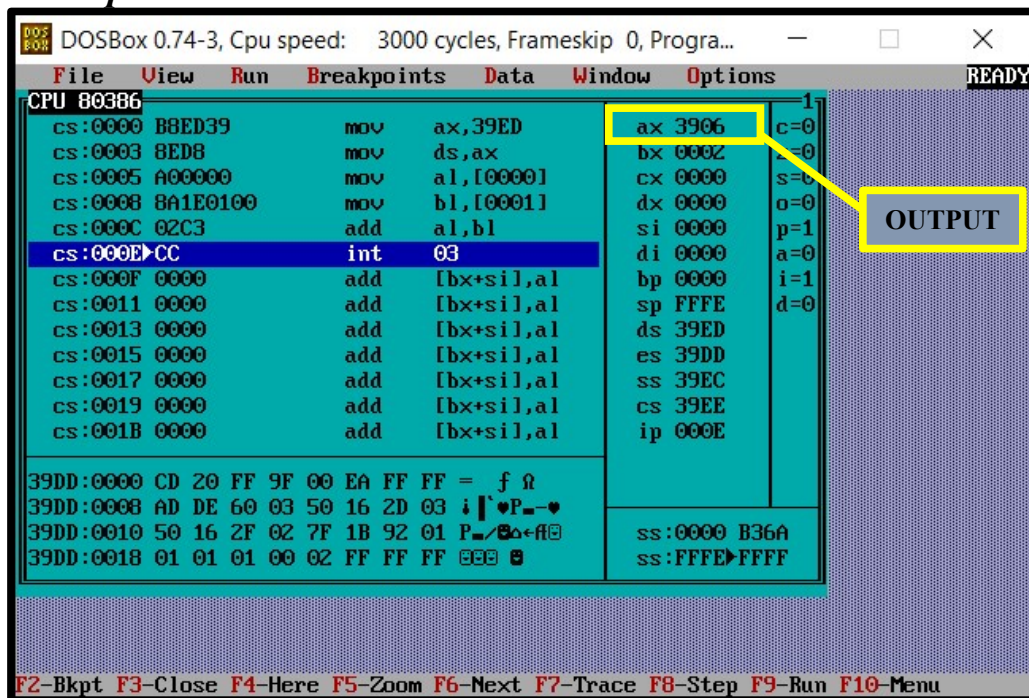 DOSBox 0.74-3, Cpu speed: 3000 cycles, Frameskip 0, Progra...
File View Run Breakpoints Data Window Options READY
CPU 80386 1
cs:0000 B8ED39 mov ax,39ED ax 3906 c=0
cs:0003 8ED8 mov ds,ax bx 0002 z=0
cs:0005 A00000 mov al,[0000] cx 0000 s=0
cs:0008 8A1E0100 mov bl,[0001] dx 0000 o=0
cs:000C 02C3 add al,bl si 0000 p=1
OUTPUT
cs:000E►CC int 03 di 0000 a=0
cs:000F 0000 add [bx+si],al bp 0000 i=1
cs:0011 0000 add [bx+si],al sp FFFE d=0
cs:0013 0000 add [bx+si],al ds 39ED
cs:0015 0000 add [bx+si],al es 39DD
cs:0017 0000 add [bx+si],al ss 39EC
cs:0019 0000 add [bx+si],al cs 39EE
cs:001B 0000 add [bx+si],al ip 000E
39DD:0000 CD 20 FF 9F 00 EA FF FF = ƒ Ω
39DD:0008 AD DE 60 03 50 16 2D 03
39DD:0010 50 16 2F 02 7F 1B 92 01 ss:0000 B36A
39DD:0018 01 01 01 00 02 FF FF FF ss:FFFE►FFFF
F2-Bkpt F3-Close F4-Here F5-Zoom F6-Next F7-Trace F8-Step F9-Run F10-Menu